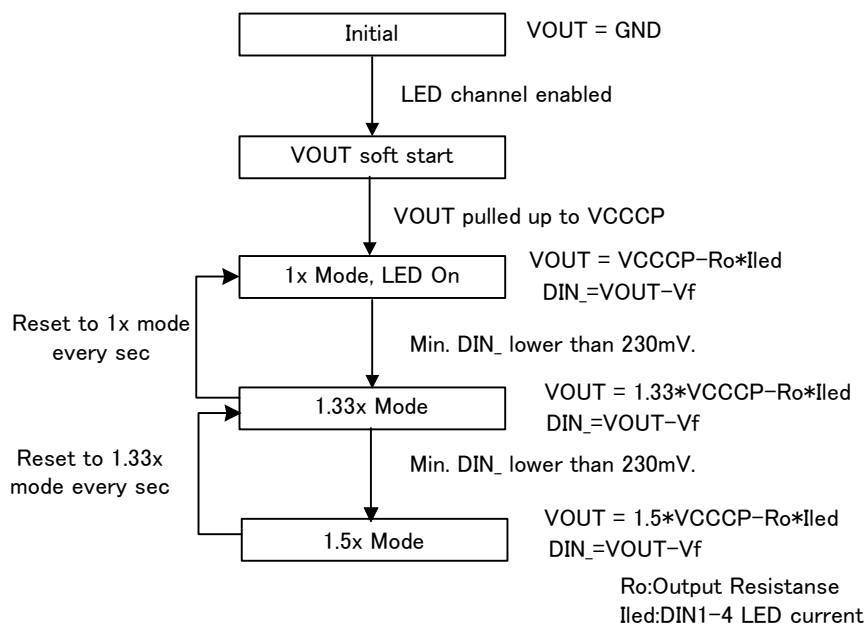 Initial
VOUT = GND
LED channel enabled
VOUT soft start
VOUT pulled up to VCCCP
1x Mode, LED On
VOUT = VCCCP-Ro*Iled
DIN_=VOUT-Vf
Reset to 1x mode
every sec
Min. DIN_ lower than 230mV.
1.33x Mode
VOUT = 1.33*VCCCP-Ro*Iled
DIN_=VOUT-Vf
Reset to 1.33x
mode every sec
Min. DIN_ lower than 230mV.
1.5x Mode
VOUT = 1.5*VCCCP-Ro*Iled
DIN_=VOUT-Vf
Ro:Output Resistanse
Iled:DIN1-4 LED current